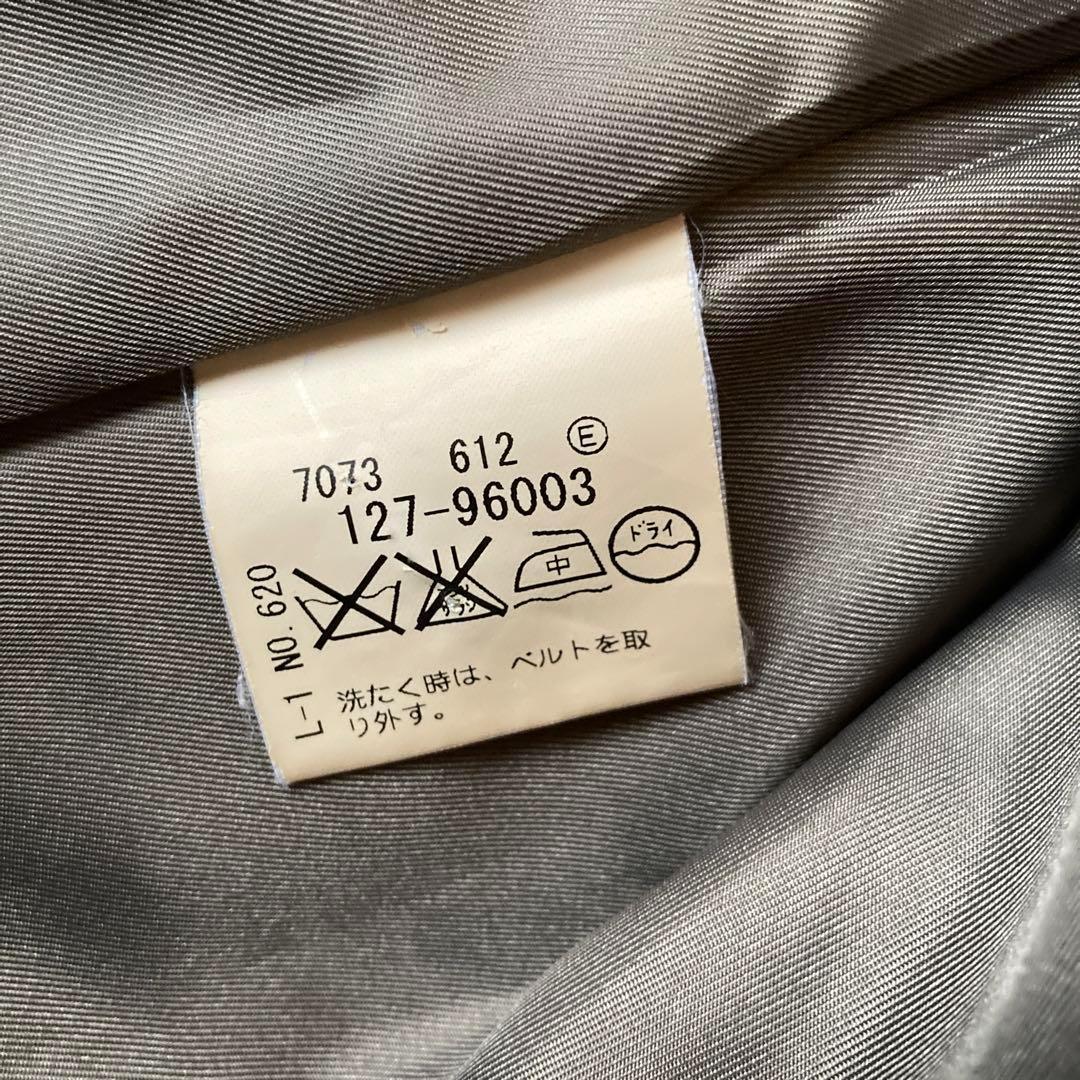 7073 612 Ⓔ
127-96003
中 ドライ
洗たく時は、ベルトを取
り外す。
L-1 NO.620